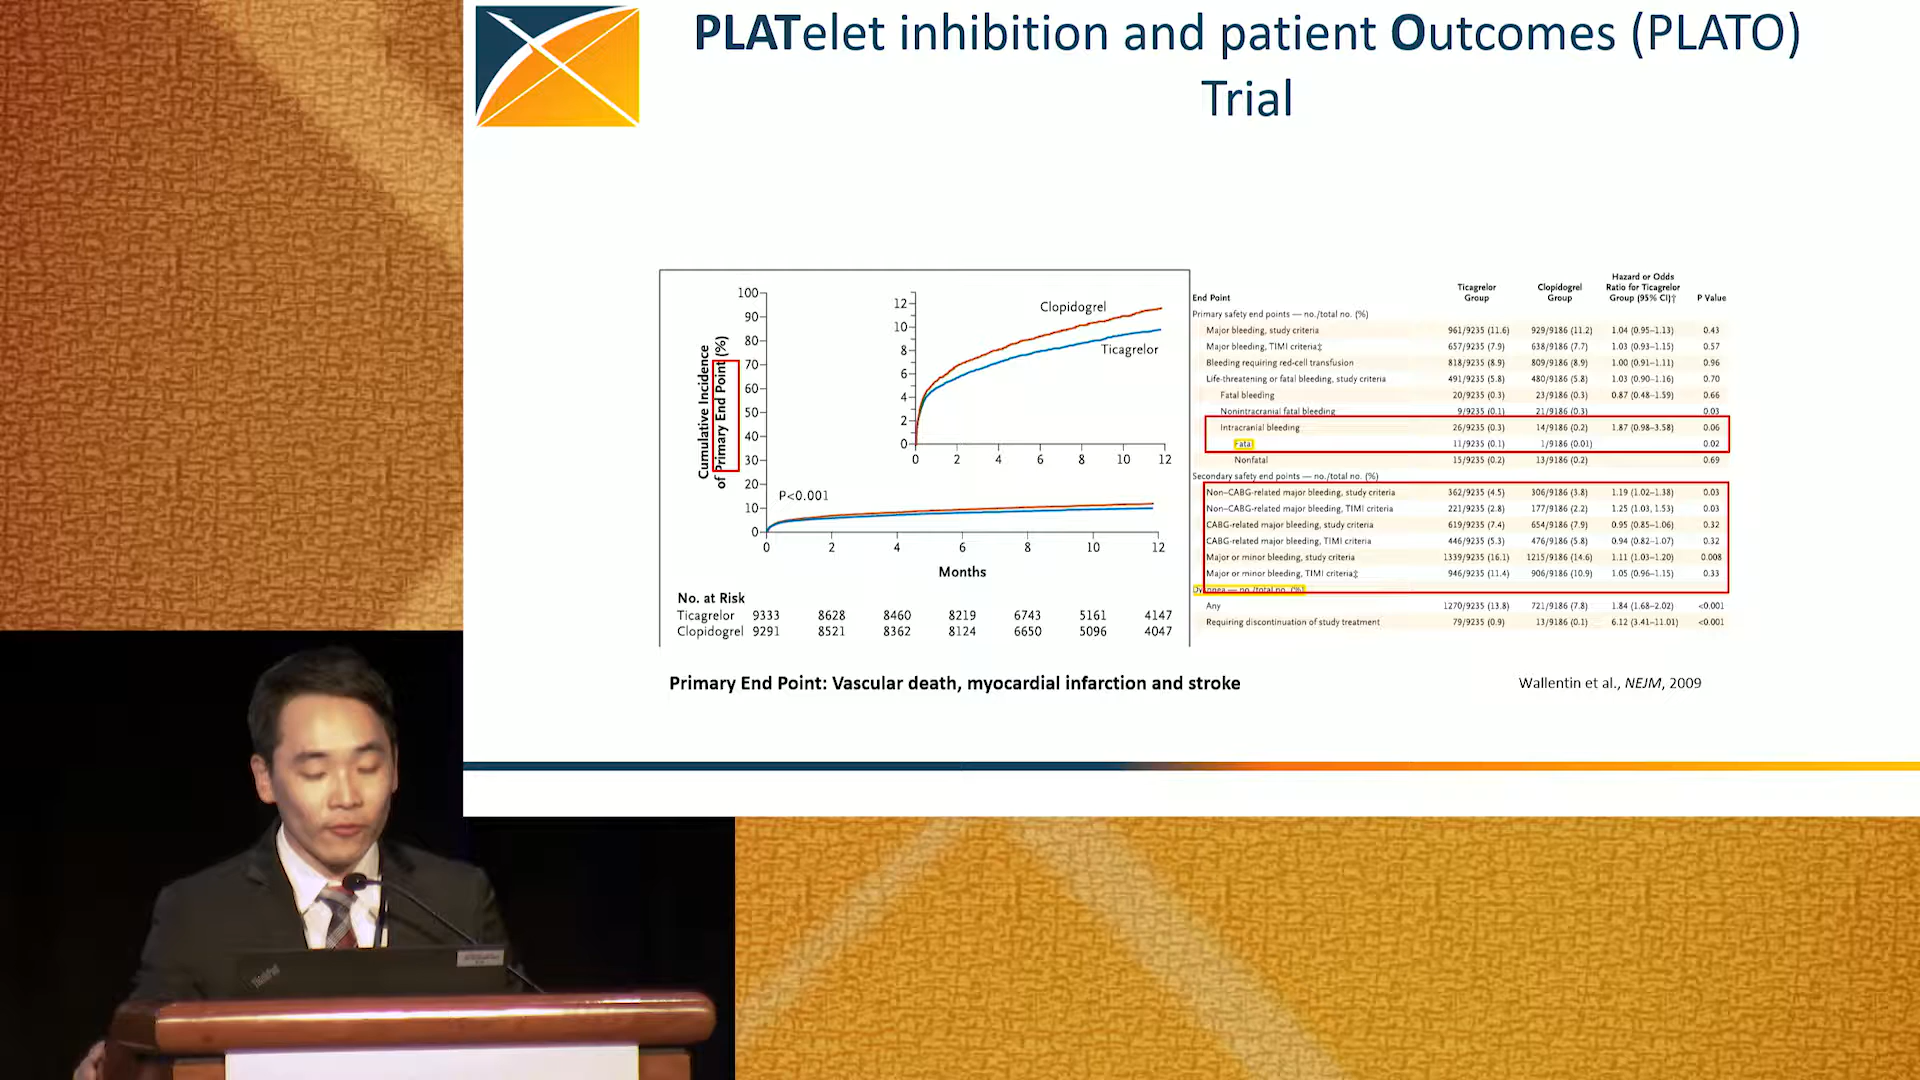 PLATelet inhibition and patient Outcomes (PLATO)
Trial
Cumulative Incidence
of Primary End Point (%)
100
90
80
70
60
50
40
30
20
10
0
P<0.001
0 2 4 6 8 10 12
Months
12
10
8
6
4
2
0
Clopidogrel
Ticagrelor
0 2 4 6 8 10 12
No. at Risk
Ticagrelor 9333 8628 8460 8219 6743 5161 4147
Clopidogrel 9291 8521 8362 8124 6650 5096 4047
End Point Ticagrelor Group Clopidogrel Group Hazard or Odds Ratio for Ticagrelor Group (95% CI)† P Value
Primary safety end points — no./total no. (%)
Major bleeding, study criteria 961/9235 (11.6) 929/9186 (11.2) 1.04 (0.95–1.13) 0.43
Major bleeding, TIMI criteria‡ 657/9235 (7.9) 638/9186 (7.7) 1.03 (0.93–1.15) 0.57
Bleeding requiring red-cell transfusion 818/9235 (8.9) 809/9186 (8.9) 1.00 (0.91–1.11) 0.96
Life-threatening or fatal bleeding, study criteria 491/9235 (5.8) 480/9186 (5.8) 1.03 (0.90–1.16) 0.70
Fatal bleeding 20/9235 (0.3) 23/9186 (0.3) 0.87 (0.48–1.59) 0.66
Nonintracranial fatal bleeding 9/9235 (0.1) 21/9186 (0.3) 0.03
Intracranial bleeding 26/9235 (0.3) 14/9186 (0.2) 1.87 (0.98–3.58) 0.06
Fatal 11/9235 (0.1) 1/9186 (0.01) 0.02
Nonfatal 15/9235 (0.2) 13/9186 (0.2) 0.69
Secondary safety end points — no./total no. (%)
Non–CABG-related major bleeding, study criteria 362/9235 (4.5) 306/9186 (3.8) 1.19 (1.02–1.38) 0.03
Non–CABG-related major bleeding, TIMI criteria 221/9235 (2.8) 177/9186 (2.2) 1.25 (1.03, 1.53) 0.03
CABG-related major bleeding, study criteria 619/9235 (7.4) 654/9186 (7.9) 0.95 (0.85–1.06) 0.32
CABG-related major bleeding, TIMI criteria 446/9235 (5.3) 476/9186 (5.8) 0.94 (0.82–1.07) 0.32
Major or minor bleeding, study criteria 1339/9235 (16.1) 1215/9186 (14.6) 1.11 (1.03–1.20) 0.008
Major or minor bleeding, TIMI criteria‡ 946/9235 (11.4) 906/9186 (10.9) 1.05 (0.96–1.15) 0.33
Dyspnea — no./total no. (%)
Any 1270/9235 (13.8) 721/9186 (7.8) 1.84 (1.68–2.02) <0.001
Requiring discontinuation of study treatment 79/9235 (0.9) 13/9186 (0.1) 6.12 (3.41–11.01) <0.001
Primary End Point: Vascular death, myocardial infarction and stroke
Wallentin et al., NEJM, 2009
ThinkPad